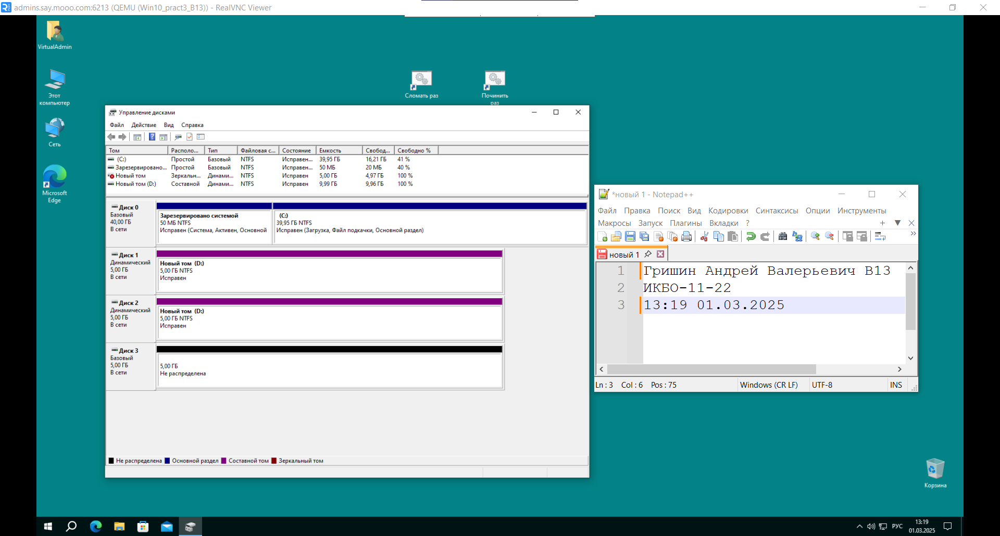 admins.say.mooo.com:6213 (QEMU (Win10_pract3_B13)) - RealVNC Viewer
VirtualAdmin
Этот
компьютер
Сеть
Microsoft
Edge
Сломать раз
Починить
раз
Управление дисками
Файл Действие Вид Справка
Том Располо... Тип Файловая с... Состояние Емкость Свобод... Свободно %
(C:) Простой Базовый NTFS Исправен... 39,95 ГБ 16,21 ГБ 41 %
Зарезервировано... Простой Базовый NTFS Исправен... 50 МБ 20 МБ 40 %
Новый том Зеркальн... Динами... NTFS Исправен 5,00 ГБ 4,97 ГБ 100 %
Новый том (D:) Составной Динами... NTFS Исправен 9,99 ГБ 9,96 ГБ 100 %
Диск 0
Базовый
40,00 ГБ
В сети
Зарезервировано системой
50 МБ NTFS
Исправен (Система, Активен, Основной
(C:)
39,95 ГБ NTFS
Исправен (Загрузка, Файл подкачки, Основной раздел)
Диск 1
Динамический
5,00 ГБ
В сети
Новый том (D:)
5,00 ГБ NTFS
Исправен
Диск 2
Динамический
5,00 ГБ
В сети
Новый том (D:)
5,00 ГБ NTFS
Исправен
Диск 3
Базовый
5,00 ГБ
В сети
5,00 ГБ
Не распределена
Не распределена Основной раздел Составной том Зеркальный том
*новый 1 - Notepad++
Файл Правка Поиск Вид Кодировки Синтаксисы Опции Инструменты
Макросы Запуск Плагины Вкладки ?
новый 1
1 Гришин Андрей Валерьевич В13
2 ИКБО-11-22
3 13:19 01.03.2025
Ln : 3 Col : 6 Pos : 75 Windows (CR LF) UTF-8 INS
Корзина
РУС
13:19
01.03.2025